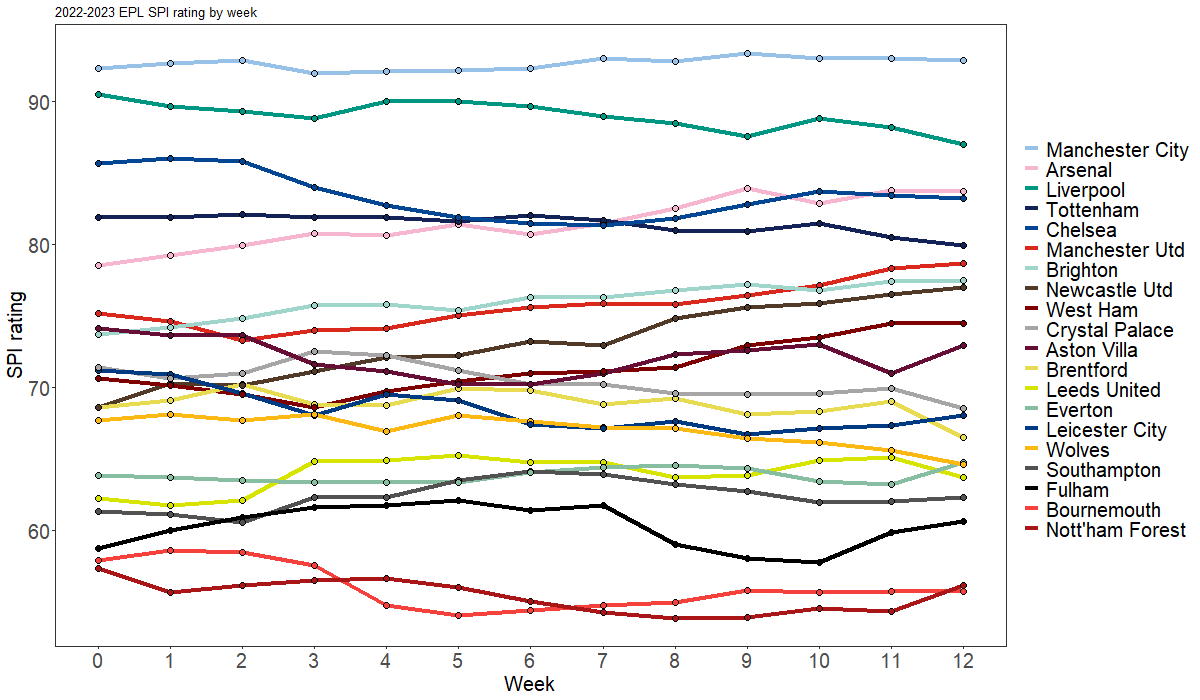 2022-2023 EPL SPI rating by week
SPI rating
90
80
70
60
0 1 2 3 4 5 6 7 8 9 10 11 12
Week
Manchester City
Arsenal
Liverpool
Tottenham
Chelsea
Manchester Utd
Brighton
Newcastle Utd
West Ham
Crystal Palace
Aston Villa
Brentford
Leeds United
Everton
Leicester City
Wolves
Southampton
Fulham
Bournemouth
Nott'ham Forest